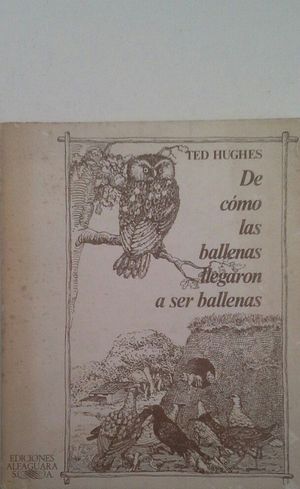 TED HUGHES
De
cómo
las
ballenas
llegaron
a ser ballenas
EDICIONES
ALFAGUARA
S.A.